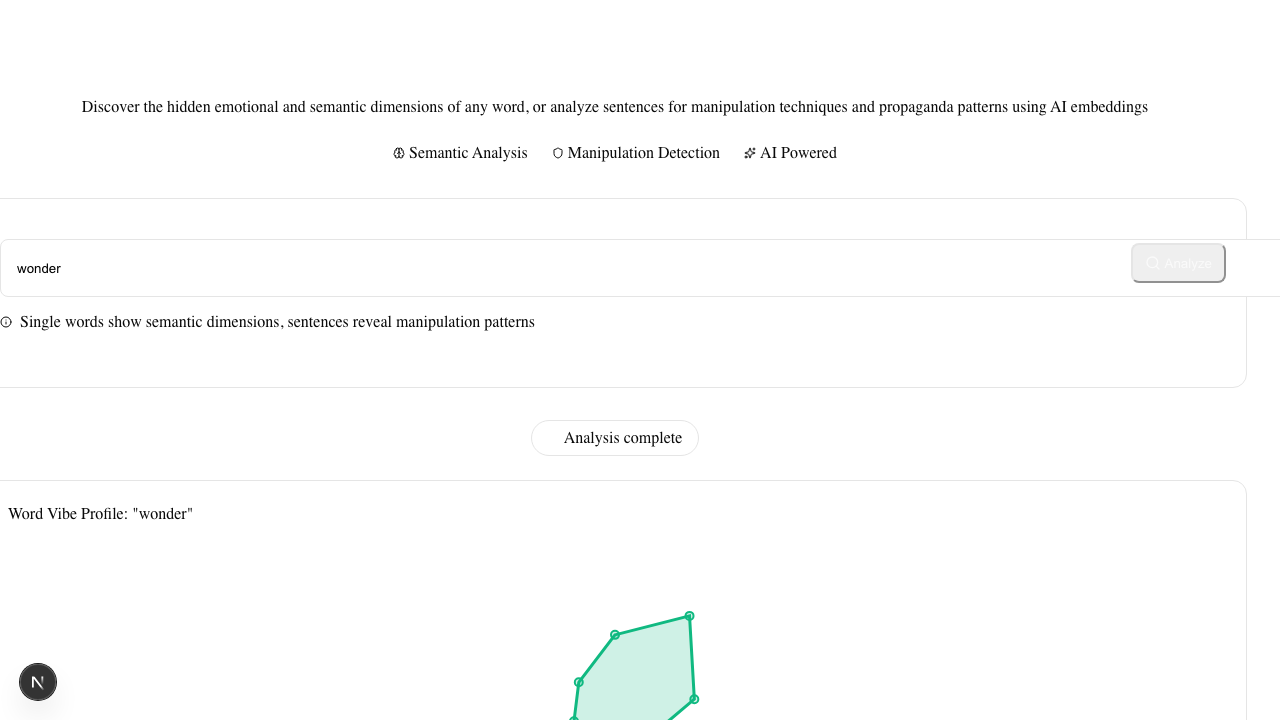 Discover the hidden emotional and semantic dimensions of any word, or analyze sentences for manipulation techniques and propaganda patterns using AI embeddings
Semantic Analysis
Manipulation Detection
AI Powered
wonder
Analyze
Single words show semantic dimensions, sentences reveal manipulation patterns
Analysis complete
Word Vibe Profile: "wonder"
N